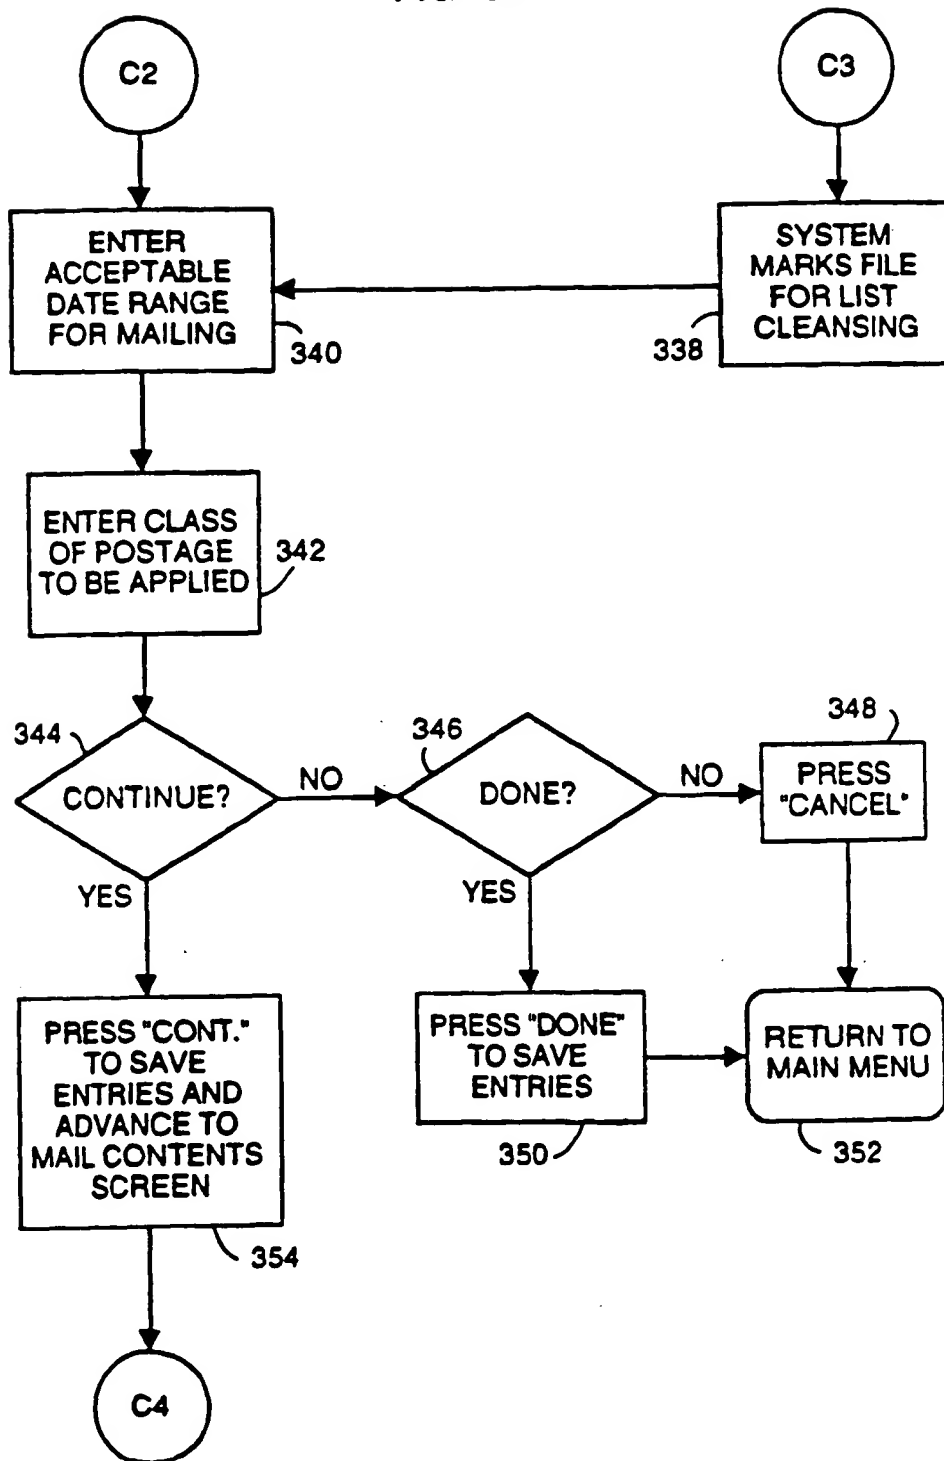 C2
C3
ENTER
ACCEPTABLE
DATE RANGE
FOR MAILING
340
SYSTEM
MARKS FILE
FOR LIST
CLEANSING
338
ENTER CLASS
OF POSTAGE
TO BE APPLIED
342
344
CONTINUE?
NO
YES
346
DONE?
NO
YES
348
PRESS
"CANCEL"
PRESS "CONT."
TO SAVE
ENTRIES AND
ADVANCE TO
MAIL CONTENTS
SCREEN
354
PRESS "DONE"
TO SAVE
ENTRIES
350
RETURN TO
MAIN MENU
352
C4